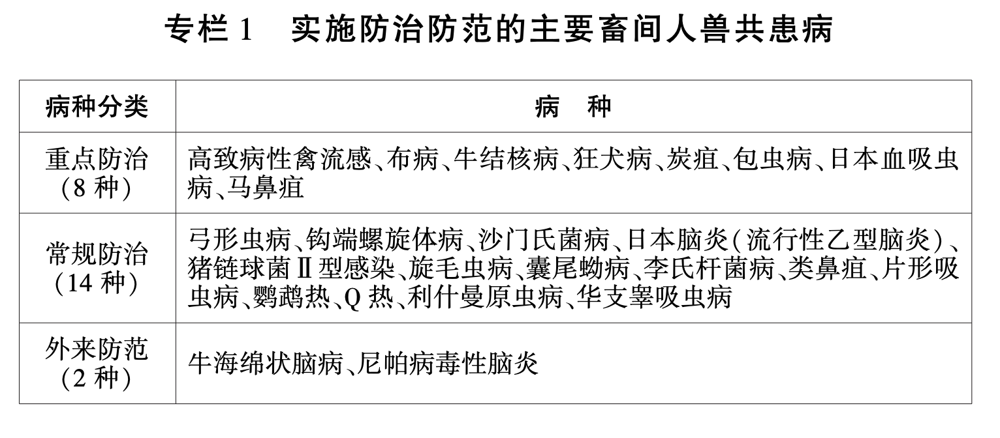 专栏 1 实施防治防范的主要畜间人兽共患病
病种分类
病 种
重点防治
(8 种)
高致病性禽流感、布病、牛结核病、狂犬病、炭疽、包虫病、日本血吸虫
病、马鼻疽
常规防治
(14 种)
弓形虫病、钩端螺旋体病、沙门氏菌病、日本脑炎(流行性乙型脑炎)、
猪链球菌Ⅱ型感染、旋毛虫病、囊尾蚴病、李氏杆菌病、类鼻疽、片形吸
虫病、鹦鹉热、Q 热、利什曼原虫病、华支睾吸虫病
外来防范
(2 种)
牛海绵状脑病、尼帕病毒性脑炎